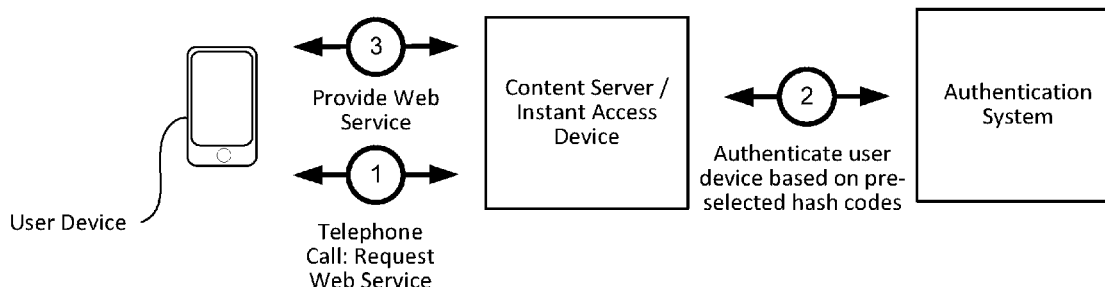 3
Provide Web
Service
1
Telephone
Call: Request
Web Service
User Device
Content Server /
Instant Access
Device
2
Authenticate user
device based on pre-
selected hash codes
Authentication
System